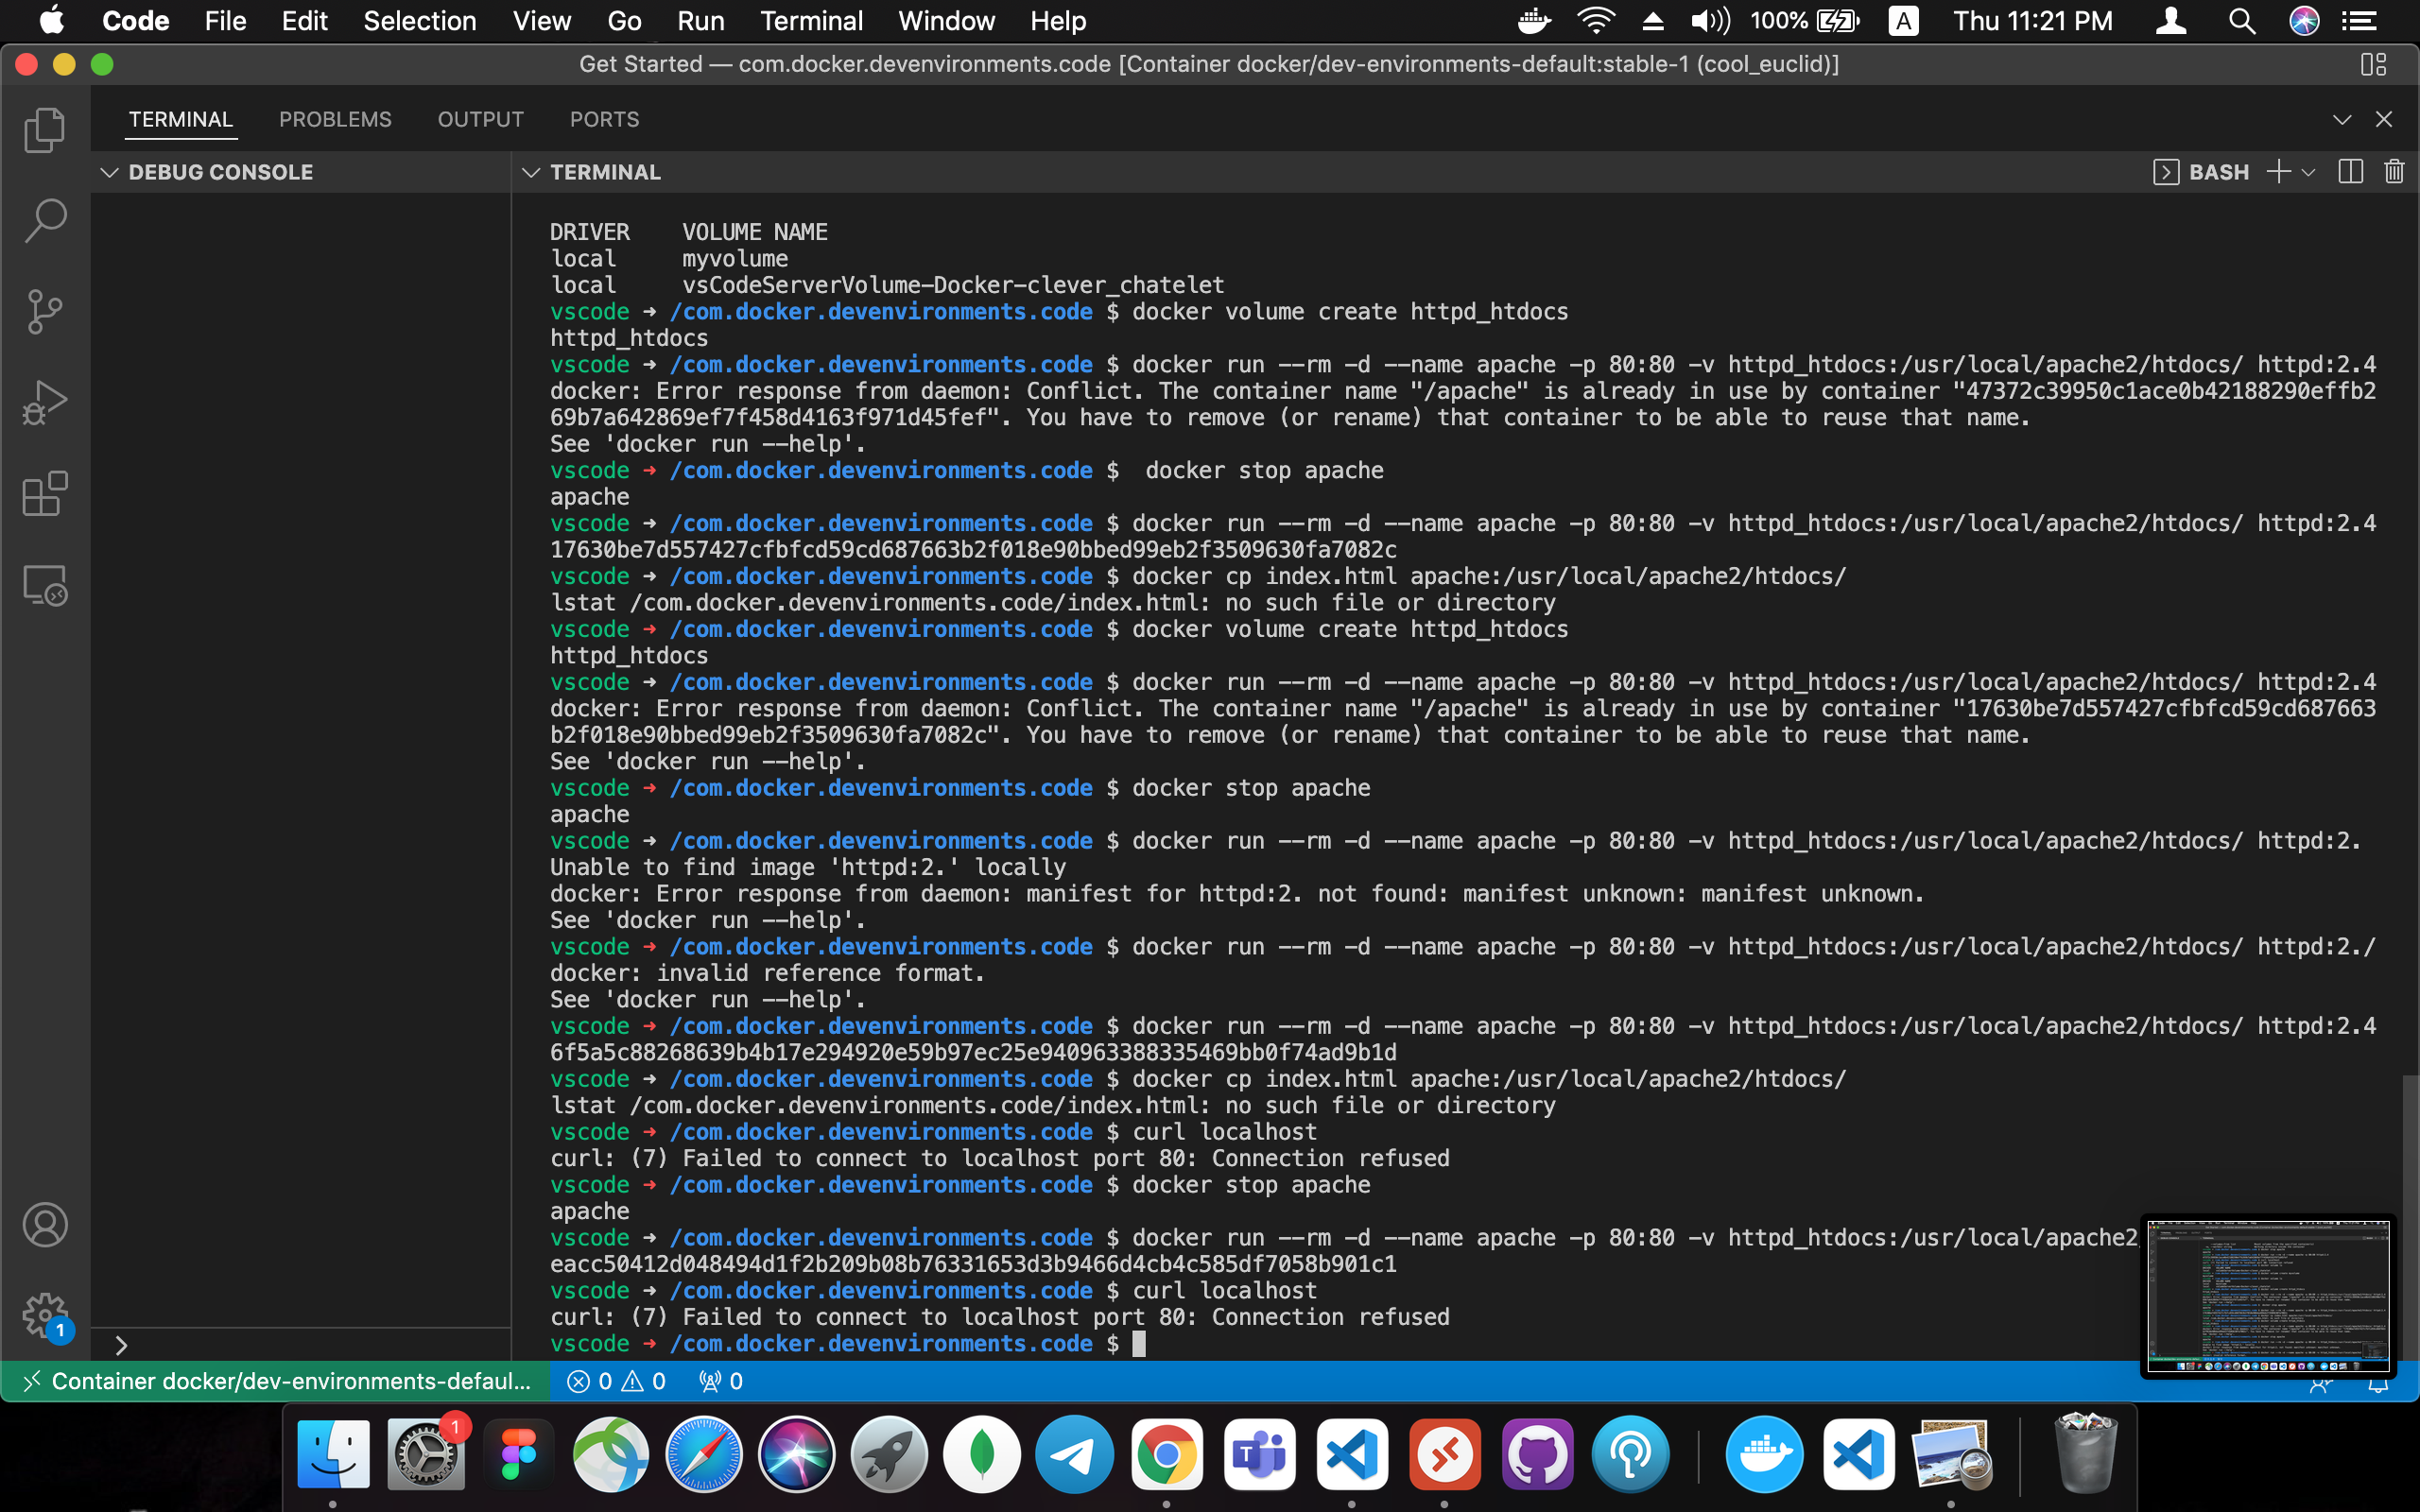 Code File Edit Selection View Go Run Terminal Window Help 100% A Thu 11:21 PM
Get Started — com.docker.devenvironments.code [Container docker/dev-environments-default:stable-1 (cool_euclid)]
TERMINAL PROBLEMS OUTPUT PORTS
DEBUG CONSOLE TERMINAL BASH
DRIVER VOLUME NAME
local myvolume
local vsCodeServerVolume-Docker-clever_chatelet
vscode ➜ /com.docker.devenvironments.code $ docker volume create httpd_htdocs
httpd_htdocs
vscode ➜ /com.docker.devenvironments.code $ docker run --rm -d --name apache -p 80:80 -v httpd_htdocs:/usr/local/apache2/htdocs/ httpd:2.4
docker: Error response from daemon: Conflict. The container name "/apache" is already in use by container "47372c39950c1ace0b42188290effb2
69b7a642869ef7f458d4163f971d45fef". You have to remove (or rename) that container to be able to reuse that name.
See 'docker run --help'.
vscode ➜ /com.docker.devenvironments.code $  docker stop apache
apache
vscode ➜ /com.docker.devenvironments.code $ docker run --rm -d --name apache -p 80:80 -v httpd_htdocs:/usr/local/apache2/htdocs/ httpd:2.4
17630be7d557427cfbfcd59cd687663b2f018e90bbed99eb2f3509630fa7082c
vscode ➜ /com.docker.devenvironments.code $ docker cp index.html apache:/usr/local/apache2/htdocs/
lstat /com.docker.devenvironments.code/index.html: no such file or directory
vscode ➜ /com.docker.devenvironments.code $ docker volume create httpd_htdocs
httpd_htdocs
vscode ➜ /com.docker.devenvironments.code $ docker run --rm -d --name apache -p 80:80 -v httpd_htdocs:/usr/local/apache2/htdocs/ httpd:2.4
docker: Error response from daemon: Conflict. The container name "/apache" is already in use by container "17630be7d557427cfbfcd59cd687663
b2f018e90bbed99eb2f3509630fa7082c". You have to remove (or rename) that container to be able to reuse that name.
See 'docker run --help'.
vscode ➜ /com.docker.devenvironments.code $ docker stop apache
apache
vscode ➜ /com.docker.devenvironments.code $ docker run --rm -d --name apache -p 80:80 -v httpd_htdocs:/usr/local/apache2/htdocs/ httpd:2.
Unable to find image 'httpd:2.' locally
docker: Error response from daemon: manifest for httpd:2. not found: manifest unknown: manifest unknown.
See 'docker run --help'.
vscode ➜ /com.docker.devenvironments.code $ docker run --rm -d --name apache -p 80:80 -v httpd_htdocs:/usr/local/apache2/htdocs/ httpd:2./
docker: invalid reference format.
See 'docker run --help'.
vscode ➜ /com.docker.devenvironments.code $ docker run --rm -d --name apache -p 80:80 -v httpd_htdocs:/usr/local/apache2/htdocs/ httpd:2.4
6f5a5c88268639b4b17e294920e59b97ec25e940963388335469bb0f74ad9b1d
vscode ➜ /com.docker.devenvironments.code $ docker cp index.html apache:/usr/local/apache2/htdocs/
lstat /com.docker.devenvironments.code/index.html: no such file or directory
vscode ➜ /com.docker.devenvironments.code $ curl localhost
curl: (7) Failed to connect to localhost port 80: Connection refused
vscode ➜ /com.docker.devenvironments.code $ docker stop apache
apache
vscode ➜ /com.docker.devenvironments.code $ docker run --rm -d --name apache -p 80:80 -v httpd_htdocs:/usr/local/apache2
eacc50412d048494d1f2b209b08b76331653d3b9466d4cb4c585df7058b901c1
vscode ➜ /com.docker.devenvironments.code $ curl localhost
curl: (7) Failed to connect to localhost port 80: Connection refused
vscode ➜ /com.docker.devenvironments.code $
1
Container docker/dev-environments-defaul... 0 0 0
1